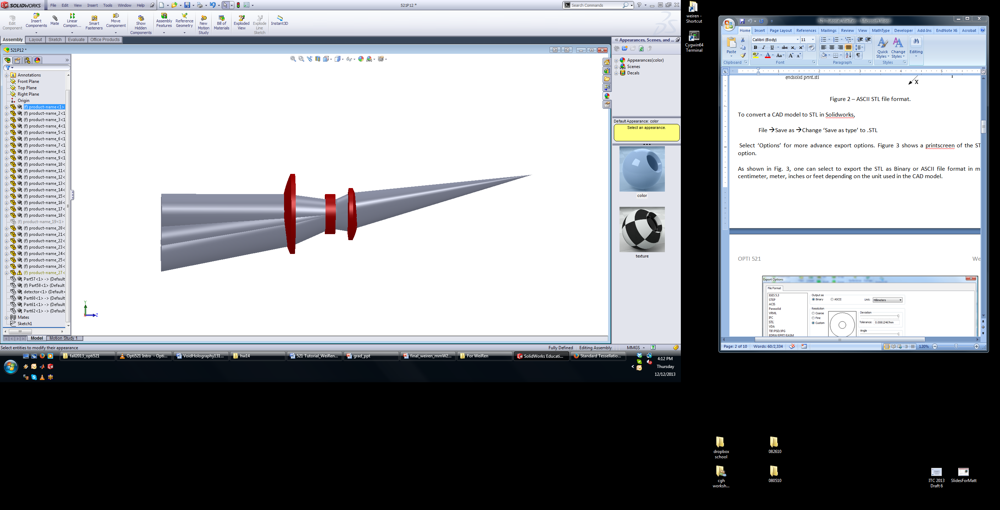 SOLIDWORKS
File Edit View Insert Tools Window Help
521P12 *
Search Commands
Edit Component
Insert Components
Mate
Linear Compon...
Smart Fasteners
Move Component
Show Hidden Components
Assembly Features
Reference Geometry
New Motion Study
Bill of Materials
Exploded View
Explode Line Sketch
Instant3D
Assembly Layout Sketch Evaluate Office Products
521P12 *
Annotations
Front Plane
Top Plane
Right Plane
Origin
(f) product-name<1>
(f) product-name_2<1
(f) product-name_3<1
(f) product-name_4<1
(f) product-name_5<1
(f) product-name_6<1
(f) product-name_7<1
(f) product-name_8<1
(f) product-name_9<1
(f) product-name_10<
(f) product-name_11<
(f) product-name_12<
(f) product-name_13<
(f) product-name_14<
(f) product-name_15<
(f) product-name_16<
(f) product-name_17<
(f) product-name_18<
(f) product-name_19<1>
(f) product-name_20<
(f) product-name_21<
(f) product-name_22<
(f) product-name_23<
(f) product-name_24<
(f) product-name_25<
(f) product-name_26<
(f) product-name_27<
Part57<1> -> (Default
(f) Part58<1> (Default
detector<1> (Default<
Part60<1> -> (Default
Part61<1> -> (Default
Part62<1> -> (Default
Mates
Sketch1
Y
Z
Model Motion Study 1
Select entities to modify their appearance
Fully Defined Editing Assembly MMGS
Appearances, Scenes, and ...
Appearances(color)
Scenes
Decals
Default Appearance: color
Select an appearance.
color
texture
fall2013_opti521
Opti521 Intro - Opti...
VoidHolography131...
hw14
521 Tutorial_WeiRen...
grad_ppt
final_weiren_mmW2...
For WeiRen
SolidWorks Educati...
Standard Tessellatio...
4:12 PM
Thursday
12/12/2013
weiren - Shortcut
Cygwin64 Terminal
521 Tutorial_WeiRen - Microsoft Word
Home Insert Page Layout References Mailings Review View MathType Developer Add-Ins EndNote X6 Acrobat
Calibri (Body) 11
Paste
Quick Styles
Change Styles
Editing
Clipboard Font Paragraph Styles
1 2 3 4 5
endsolid print.stl
X
Figure 2 – ASCII STL file format.
To convert a CAD model to STL in Solidworks,
File →Save as →Change ‘Save as type’ to .STL
Select ‘Options’ for more advance export options. Figure 3 shows a printscreen of the ST
option.
As shown in Fig. 3, one can select to export the STL as Binary or ASCII file format in m
centimeter, meter, inches or feet depending on the unit used in the CAD model.
OPTI 521 We
Export Options
File Format
IGES 5.3
STEP
ACIS
Parasolid
VRML
IFC
STL
VDA
TIF/PSD/JPG
EDRW/EPRT/EASM
Output as
Binary ASCII Unit: Millimeters
Resolution
Coarse
Fine
Custom
Deviation
Tolerance: 0.00812467mm
Angle
Page: 2 of 10 Words: 60/2,334 120%
dropbox school
082610
cgh worksh...
080510
ITC 2013 Draft 6
SlidesForMatt